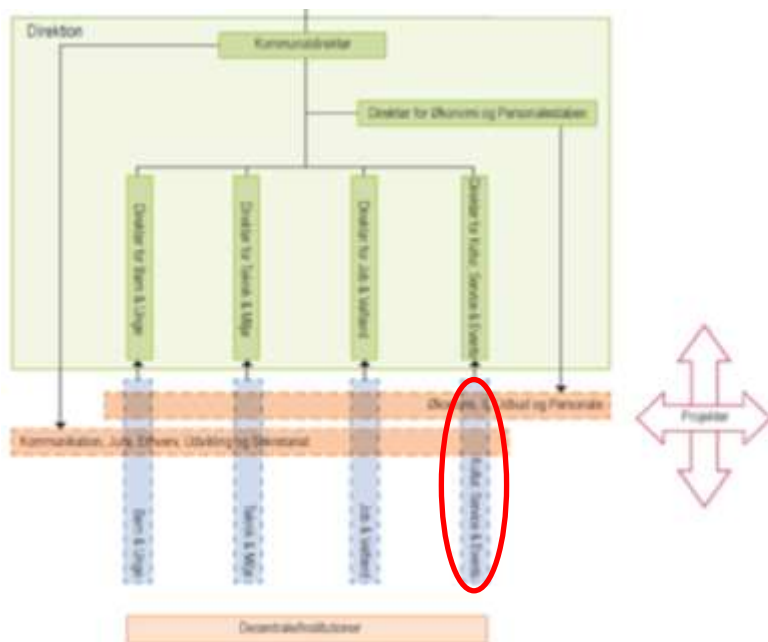 Direktion
Kommunaldirektør
Direktør for Økonomi og Personalestaben
Direktør for Børn & Unge
Direktør for Teknik & Miljø
Direktør for Job & Velfærd
Direktør for Kultur, Service & Events
og Personale
Kommunikation, Jura, Erhverv, Udvikling og Sekretariat
Projekter
Børn & Unge
Teknik & Miljø
Job & Velfærd
Kultur, Service & Events
Decentrale/Institutioner